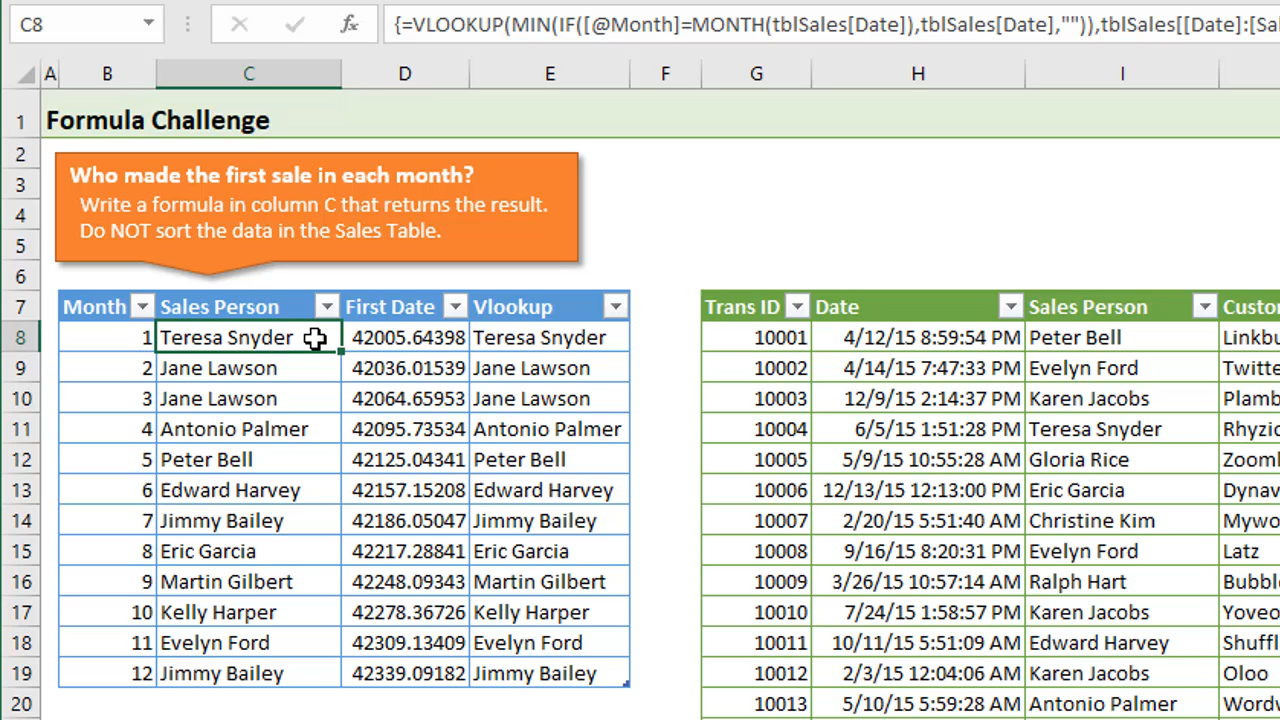 C8 fx {=VLOOKUP(MIN(IF([@Month]=MONTH(tblSales[Date]),tblSales[Date],"")),tblSales[[Date]:[Sal
A B C D E F G H I
1 Formula Challenge
2
3 Who made the first sale in each month?
4 Write a formula in column C that returns the result.
5 Do NOT sort the data in the Sales Table.
6
7 Month Sales Person First Date Vlookup Trans ID Date Sales Person Custo
8 1 Teresa Snyder 42005.64398 Teresa Snyder 10001 4/12/15 8:59:54 PM Peter Bell Linkbu
9 2 Jane Lawson 42036.01539 Jane Lawson 10002 4/14/15 7:47:33 PM Evelyn Ford Twitte
10 3 Jane Lawson 42064.65953 Jane Lawson 10003 12/9/15 2:14:37 PM Karen Jacobs Plamb
11 4 Antonio Palmer 42095.73534 Antonio Palmer 10004 6/5/15 1:51:28 PM Teresa Snyder Rhyzio
12 5 Peter Bell 42125.04341 Peter Bell 10005 5/9/15 10:55:28 AM Gloria Rice Zooml
13 6 Edward Harvey 42157.15208 Edward Harvey 10006 12/13/15 12:13:00 PM Eric Garcia Dynav
14 7 Jimmy Bailey 42186.05047 Jimmy Bailey 10007 2/20/15 5:51:40 AM Christine Kim Mywo
15 8 Eric Garcia 42217.28841 Eric Garcia 10008 9/16/15 8:20:31 PM Evelyn Ford Latz
16 9 Martin Gilbert 42248.09343 Martin Gilbert 10009 3/26/15 10:57:14 AM Ralph Hart Bubbl
17 10 Kelly Harper 42278.36726 Kelly Harper 10010 7/24/15 1:58:57 PM Karen Jacobs Yoveo
18 11 Evelyn Ford 42309.13409 Evelyn Ford 10011 10/11/15 5:51:09 AM Edward Harvey Shuffl
19 12 Jimmy Bailey 42339.09182 Jimmy Bailey 10012 2/3/15 12:04:06 AM Karen Jacobs Oloo
20 10013 5/10/15 5:59:28 AM Antonio Palmer Wordv